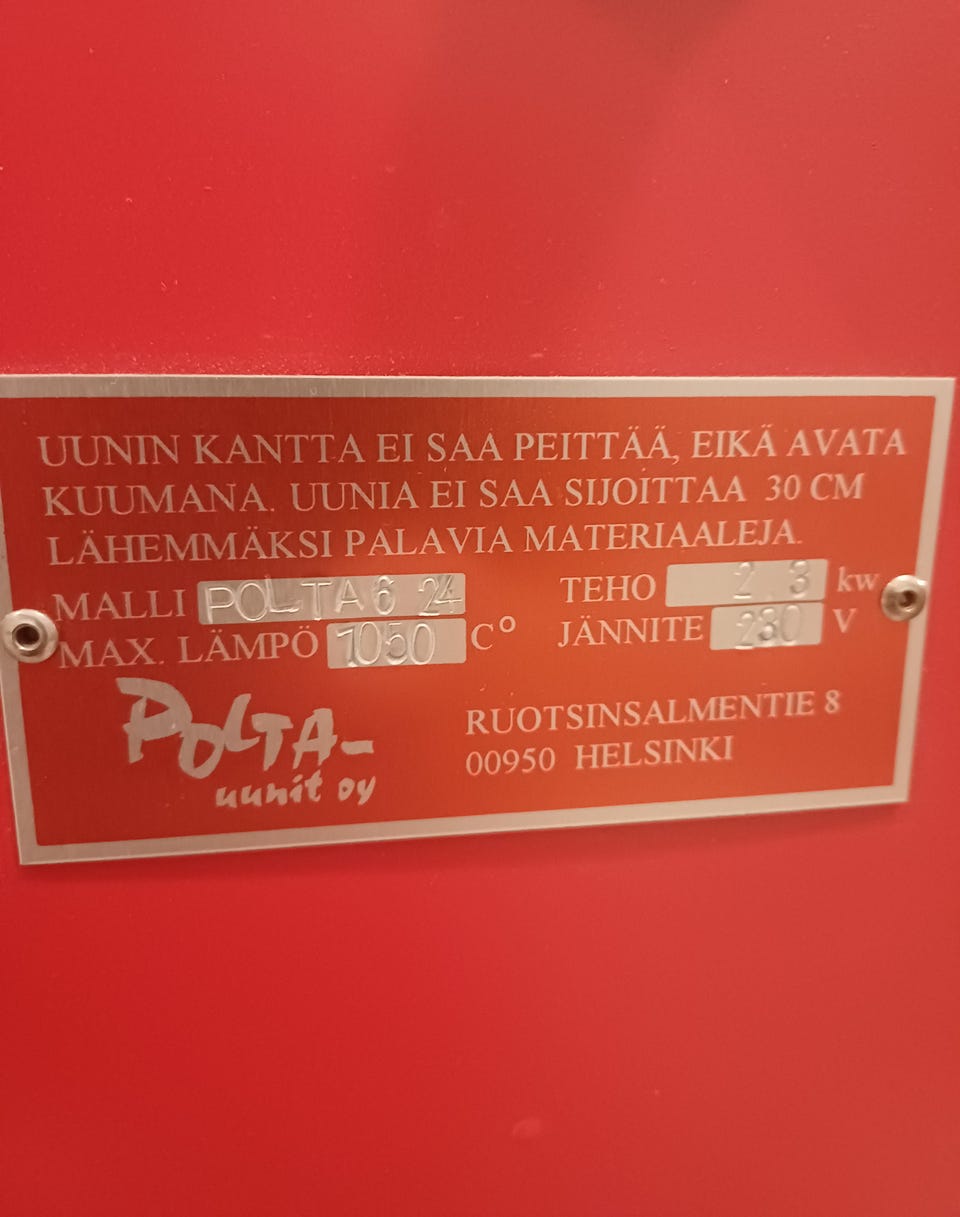 UUNIN KANTTA EI SAA PEITTÄÄ, EIKÄ AVATA
KUUMANA. UUNIA EI SAA SIJOITTAA 30 CM
LÄHEMMÄKSI PALAVIA MATERIAALEJA.
MALLI POLTA 6 24 TEHO 2.3 kw
MAX. LÄMPÖ 1050 C° JÄNNITE 230 V
POLTA-
uunit oy
RUOTSINSALMENTIE 8
00950 HELSINKI